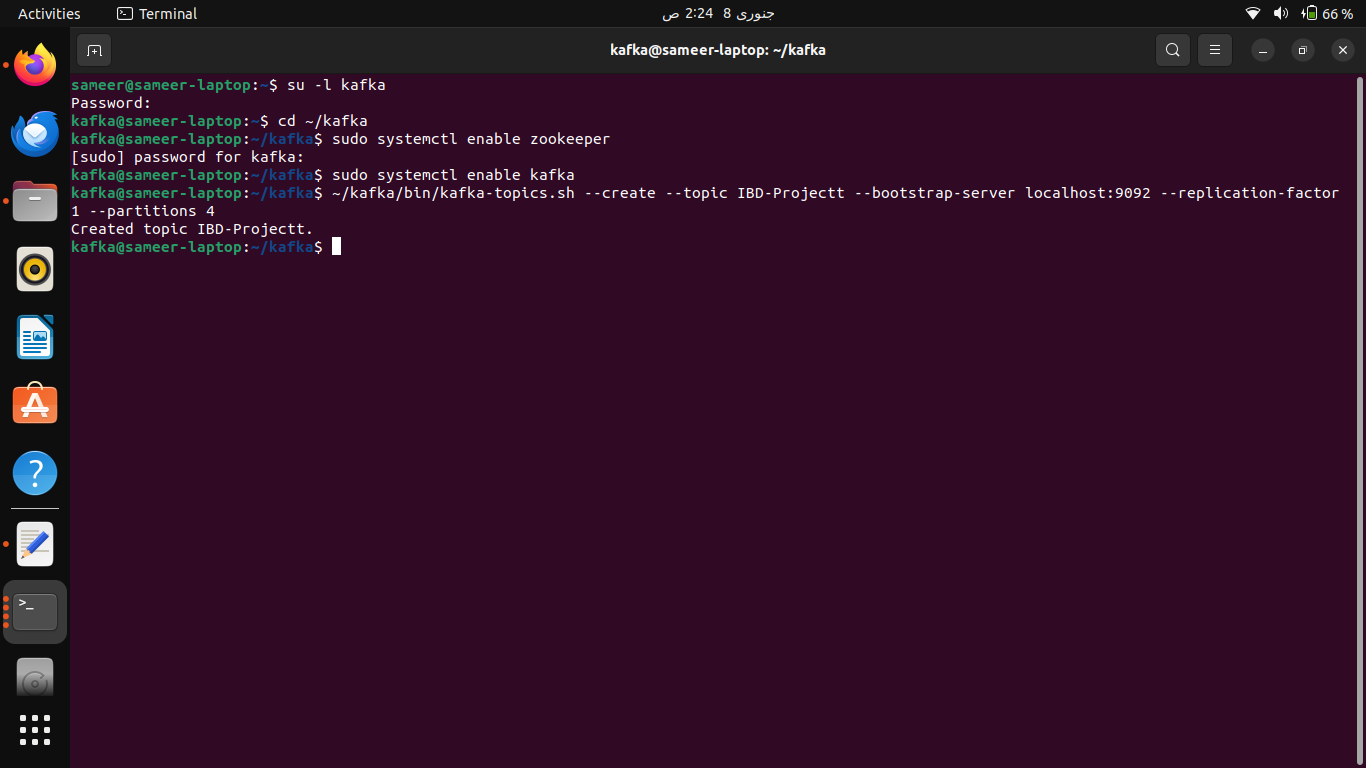 Activities
Terminal
جنوری 8  2:24 ص
66 %
kafka@sameer-laptop: ~/kafka
sameer@sameer-laptop:~$ su -l kafka
Password:
kafka@sameer-laptop:~$ cd ~/kafka
kafka@sameer-laptop:~/kafka$ sudo systemctl enable zookeeper
[sudo] password for kafka:
kafka@sameer-laptop:~/kafka$ sudo systemctl enable kafka
kafka@sameer-laptop:~/kafka$ ~/kafka/bin/kafka-topics.sh --create --topic IBD-Projectt --bootstrap-server localhost:9092 --replication-factor
1 --partitions 4
Created topic IBD-Projectt.
kafka@sameer-laptop:~/kafka$